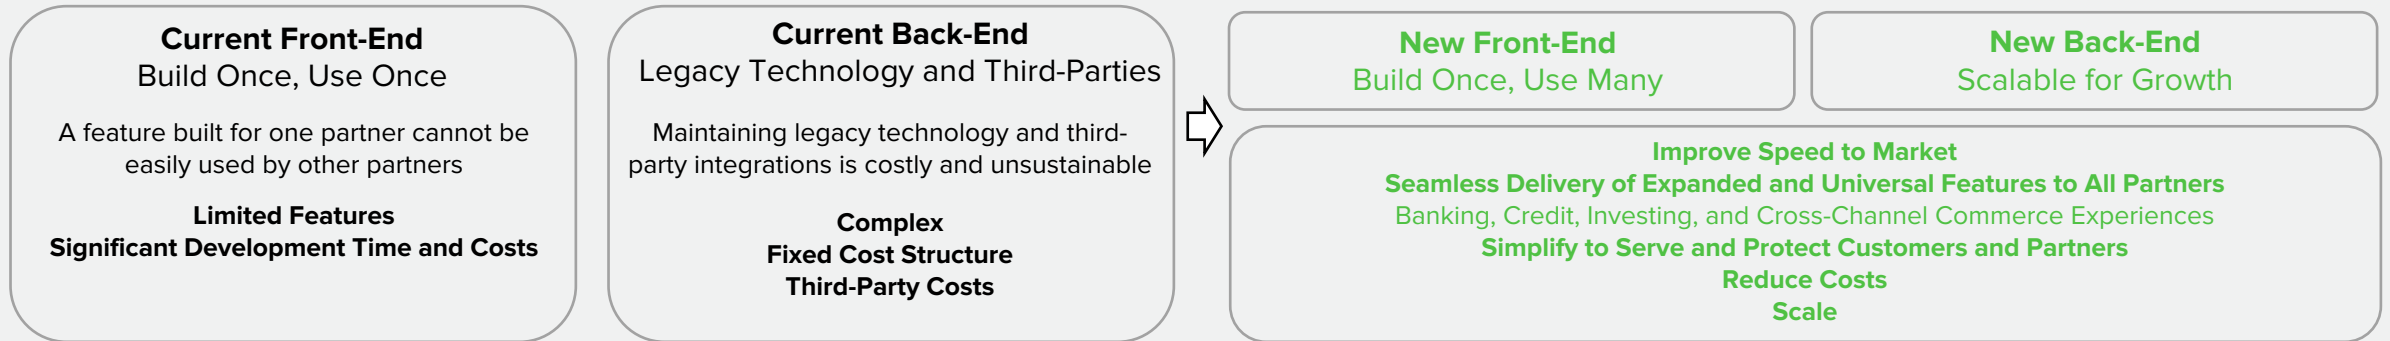 Current Front-End
Build Once, Use Once
A feature built for one partner cannot be
easily used by other partners
Limited Features
Significant Development Time and Costs
Current Back-End
Legacy Technology and Third-Parties
Maintaining legacy technology and third-
party integrations is costly and unsustainable
Complex
Fixed Cost Structure
Third-Party Costs
New Front-End
Build Once, Use Many
New Back-End
Scalable for Growth
Improve Speed to Market
Seamless Delivery of Expanded and Universal Features to All Partners
Banking, Credit, Investing, and Cross-Channel Commerce Experiences
Simplify to Serve and Protect Customers and Partners
Reduce Costs
Scale